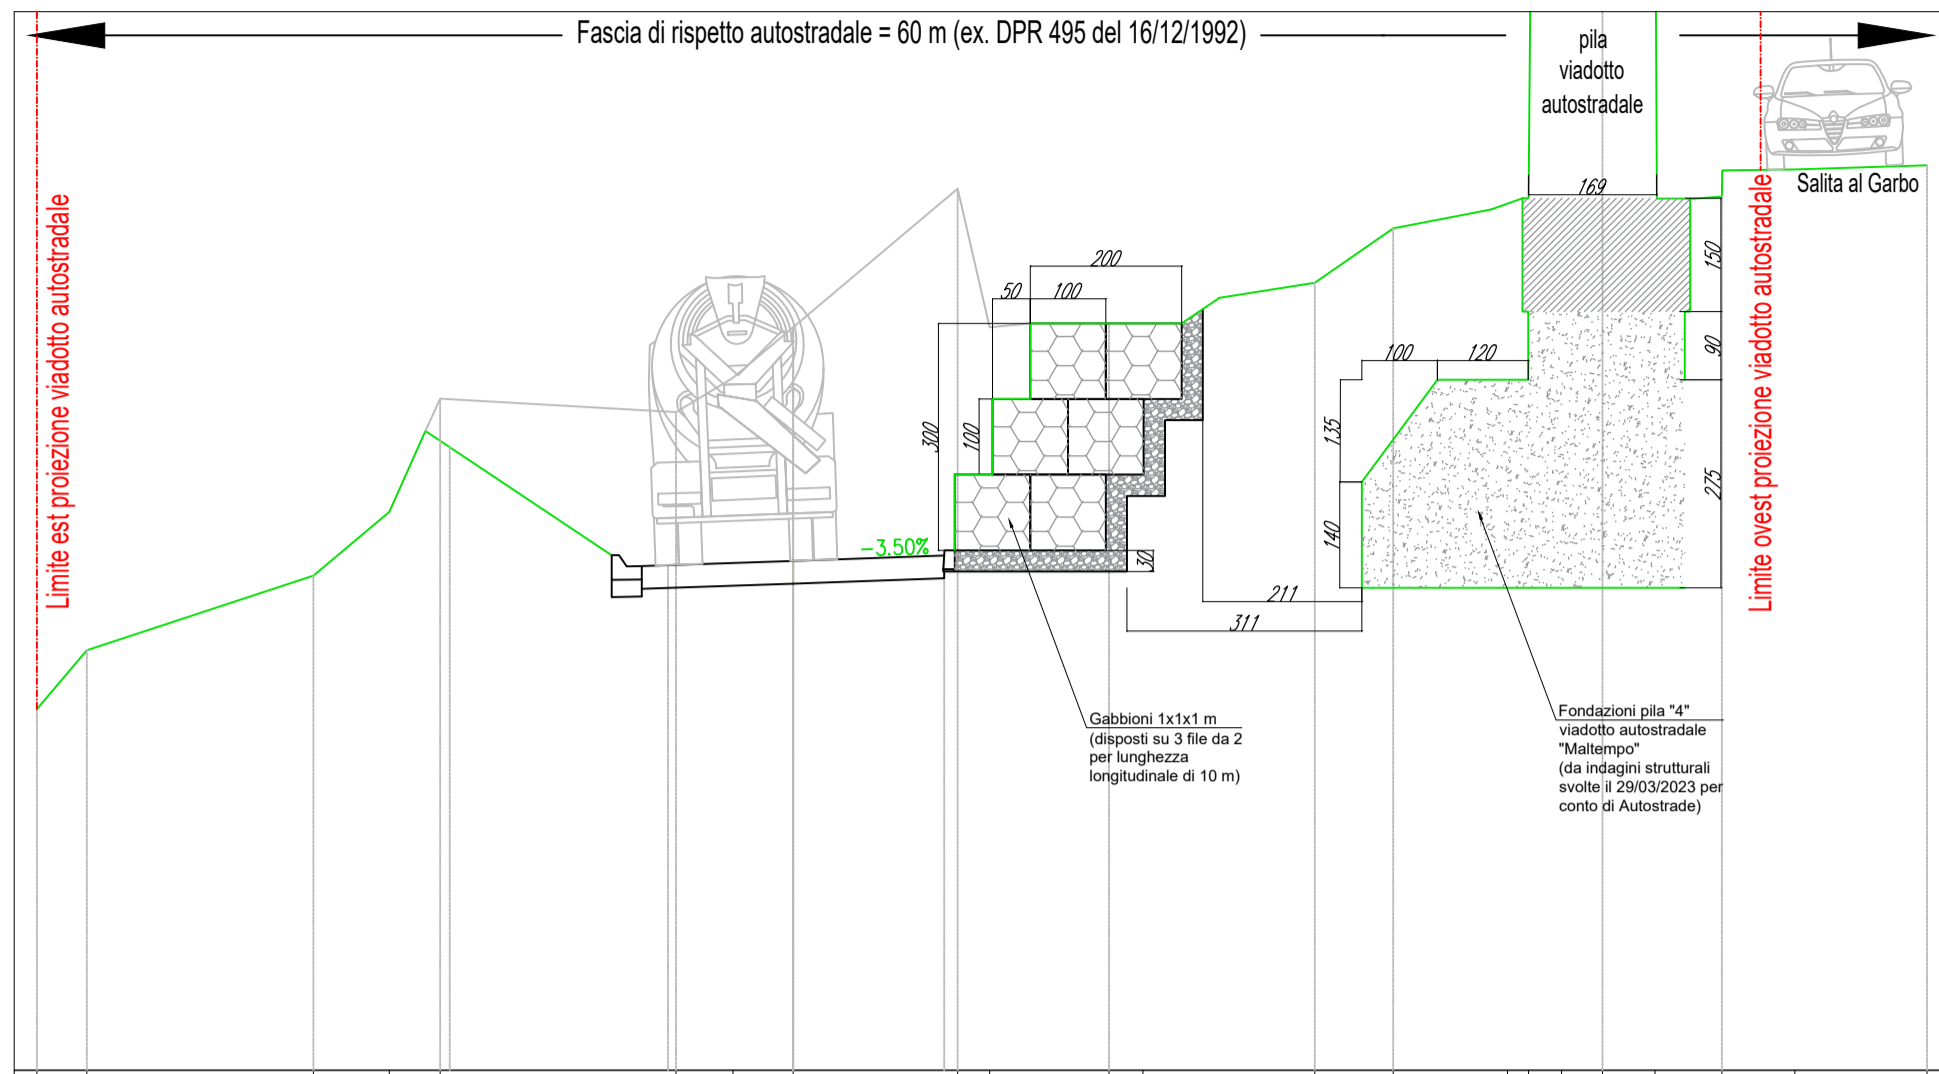 Fascia di rispetto autostradale = 60 m (ex. DPR 495 del 16/12/1992)
pila
viadotto
autostradale
Salita al Garbo
Limite est proiezione viadotto autostradale
Limite ovest proiezione viadotto autostradale
169
150
200
50
100
90
100
120
300
100
135
275
140
-3.50%
30
211
311
Gabbioni 1x1x1 m
(disposti su 3 file da 2
per lunghezza
longitudinale di 10 m)
Fondazioni pila "4"
viadotto autostradale
"Maltempo"
(da indagini strutturali
svolte il 29/03/2023 per
conto di Autostrade)